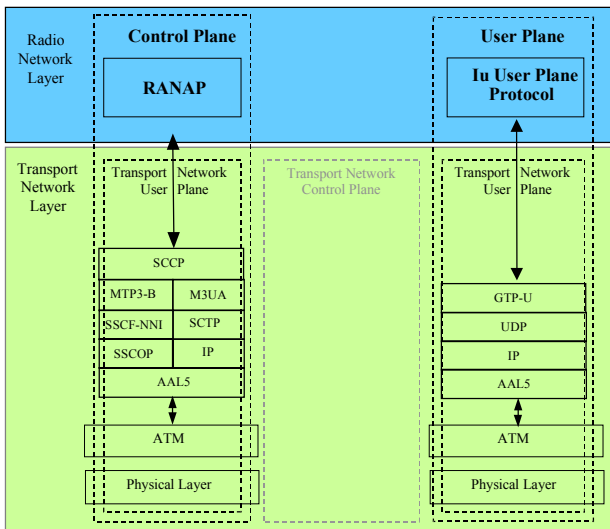 Radio
Network
Layer
Control Plane
RANAP
User Plane
Iu User Plane
Protocol
Transport
Network
Layer
Transport Network
User Plane
Transport Network
Control Plane
Transport Network
User Plane
SCCP
MTP3-B M3UA
SSCF-NNI SCTP
SSCOP IP
AAL5
ATM
Physical Layer
GTP-U
UDP
IP
AAL5
ATM
Physical Layer